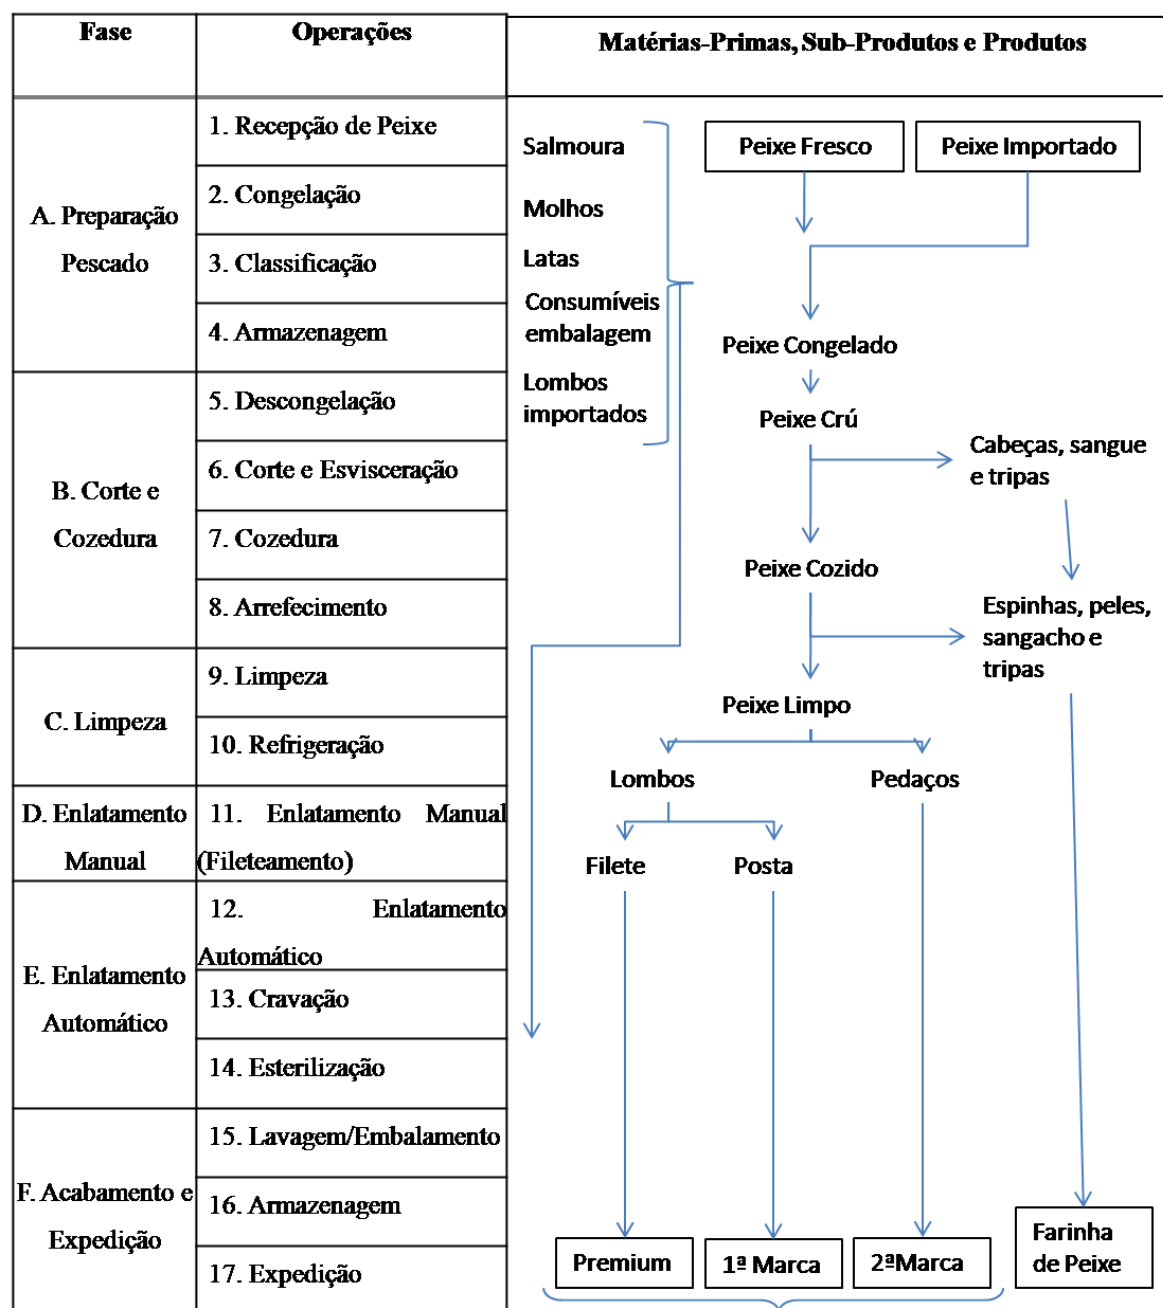 Fase
Operações
Matérias-Primas, Sub-Produtos e Produtos
A. Preparação
Pescado
1. Recepção de Peixe
2. Congelação
3. Classificação
4. Armazenagem
B. Corte e
Cozedura
5. Descongelação
6. Corte e Esvisceração
7. Cozedura
8. Arrefecimento
C. Limpeza
9. Limpeza
10. Refrigeração
D. Enlatamento
Manual
11. Enlatamento Manual
(Fileteamento)
E. Enlatamento
Automático
12. Enlatamento
Automático
13. Cravação
14. Esterilização
F. Acabamento e
Expedição
15. Lavagem/Embalamento
16. Armazenagem
17. Expedição
Salmoura
Molhos
Latas
Consumíveis
embalagem
Lombos
importados
Peixe Fresco
Peixe Importado
Peixe Congelado
Peixe Crú
Cabeças, sangue
e tripas
Peixe Cozido
Espinhas, peles,
sangacho e
tripas
Peixe Limpo
Lombos
Pedaços
Filete
Posta
Premium
1ª Marca
2ªMarca
Farinha
de Peixe